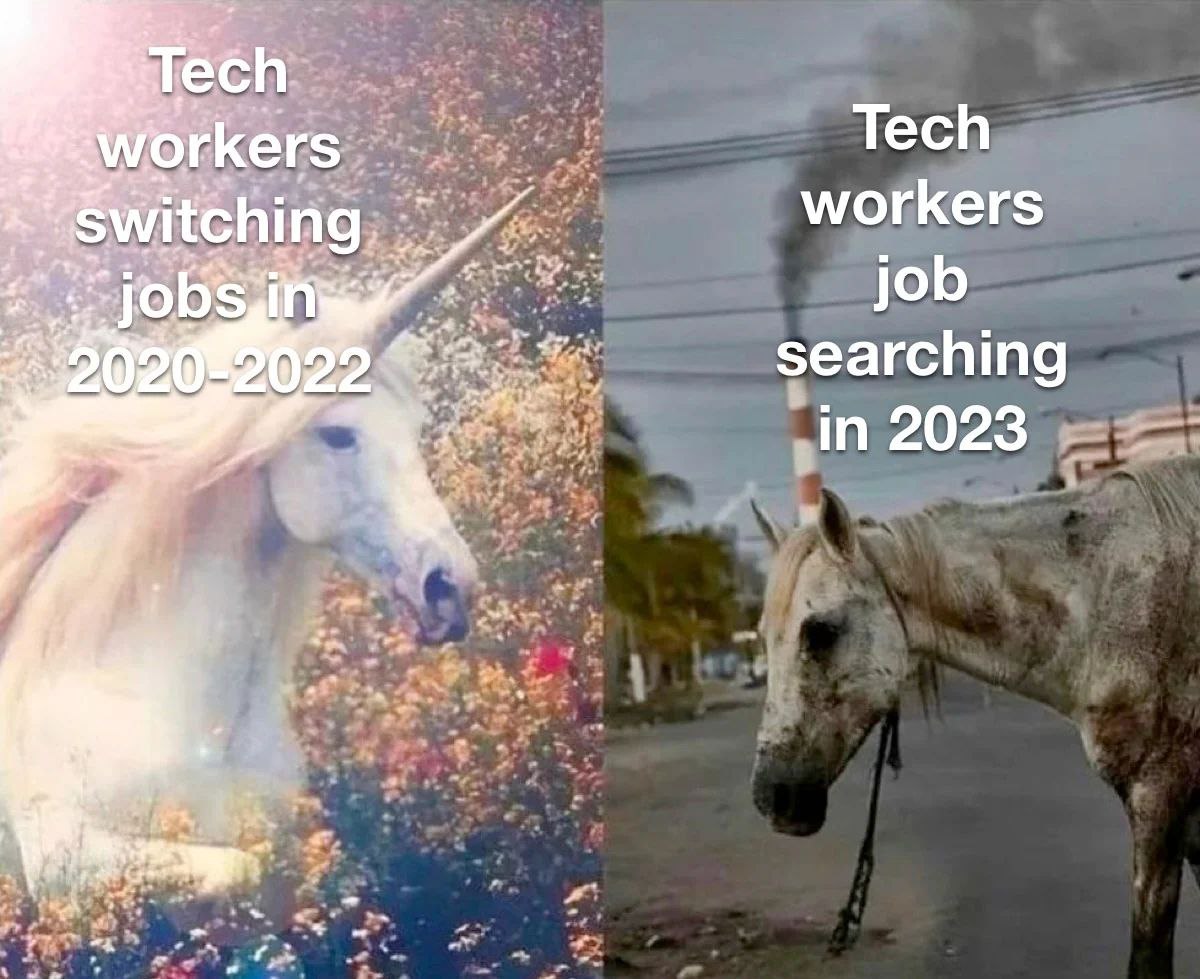 Tech
workers
switching
jobs in
2020-2022
Tech
workers
job
searching
in 2023